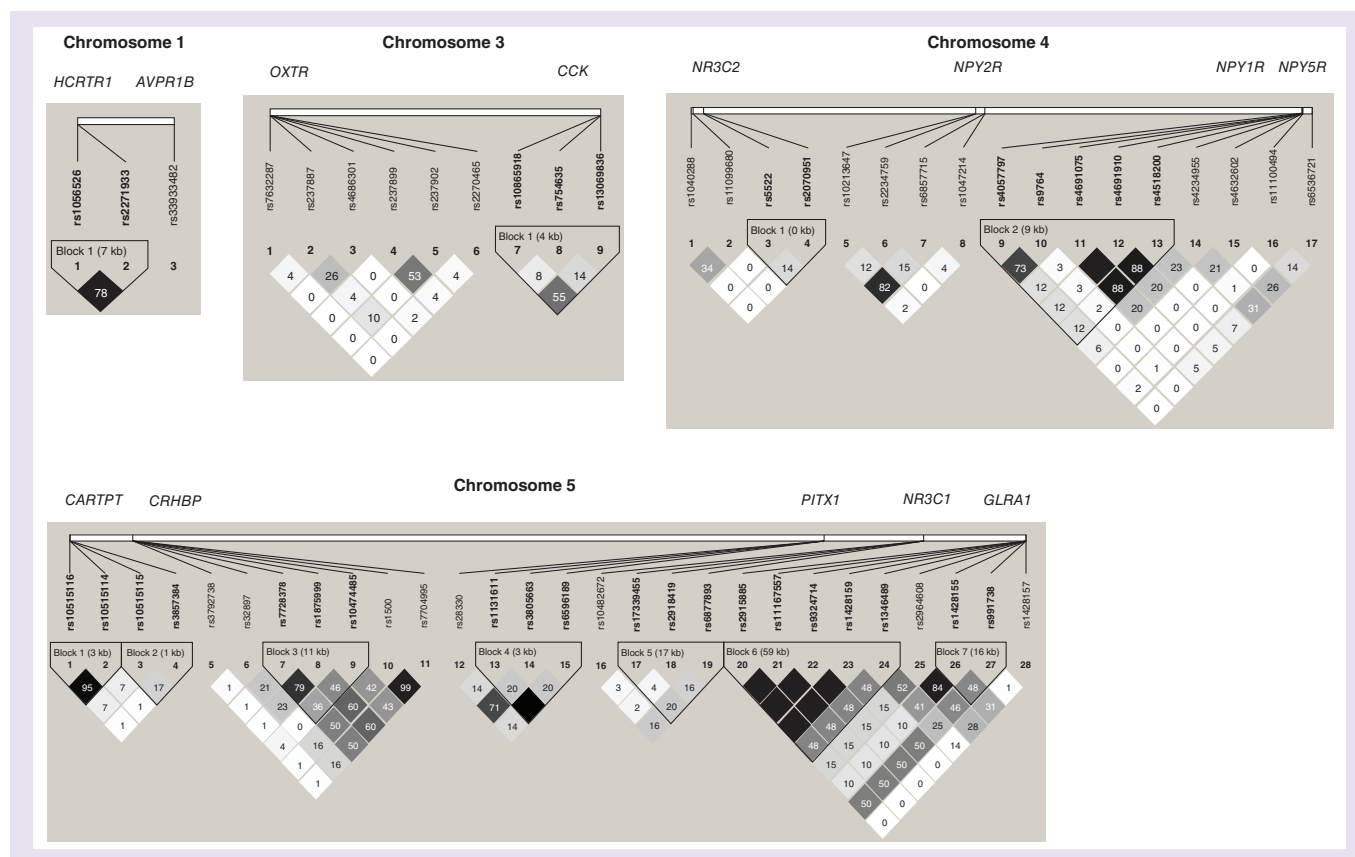 Chromosome 1
HCRTR1 AVPR1B
rs1056526 rs2271933 rs33933482
Block 1 (7 kb)
1 2 3
78
Chromosome 3
OXTR CCK
rs7632287 rs237887 rs4686301 rs237899 rs237902 rs2270465 rs10865918 rs754635 rs13069836
Block 1 (4 kb)
1 2 3 4 5 6 7 8 9
4 26 0 53 4 8 14
0 4 0 4 55
0 10 2
0 0
0
Chromosome 4
NR3C2 NPY2R NPY1R NPY5R
rs1040288 rs11099680 rs5522 rs2070951 rs10213647 rs2234759 rs6857715 rs1047214 rs4057797 rs9764 rs4691075 rs4691910 rs4518200 rs4234955 rs4632602 rs11100494 rs6536721
Block 1 (0 kb) Block 2 (9 kb)
1 2 3 4 5 6 7 8 9 10 11 12 13 14 15 16 17
34 0 14 12 15 4 73 3 88 23 21 0 14
0 0 82 0 12 3 88 20 1 26
0 2 12 2 20 0 0 31
12 0 0 0 7
6 0 0 5
0 1 5
2 0
0
Chromosome 5
CARTPT CRHBP PITX1 NR3C1 GLRA1
rs10515116 rs10515114 rs10515115 rs3857384 rs3792738 rs32897 rs7728378 rs1875999 rs10474485 rs1500 rs7704995 rs28330 rs1131611 rs3805663 rs6596189 rs10482672 rs17339455 rs2918419 rs6877893 rs2915885 rs11167557 rs9324714 rs1428159 rs1346489 rs2964608 rs1428155 rs991738 rs1428157
Block 1 (3 kb) Block 2 (1 kb) Block 3 (11 kb) Block 4 (3 kb) Block 5 (17 kb) Block 6 (59 kb) Block 7 (16 kb)
1 2 3 4 5 6 7 8 9 10 11 12 13 14 15 16 17 18 19 20 21 22 23 24 25 26 27 28
95 7 17 1 21 79 46 42 99 14 20 20 3 4 16 48 52 84 48 1
7 1 1 23 36 60 43 71 2 20 48 15 41 46 31
1 1 0 50 60 14 16 48 15 10 25 28
4 16 50 48 15 10 50 14
1 16 15 10 50 0
1 10 50 0
50 0
0